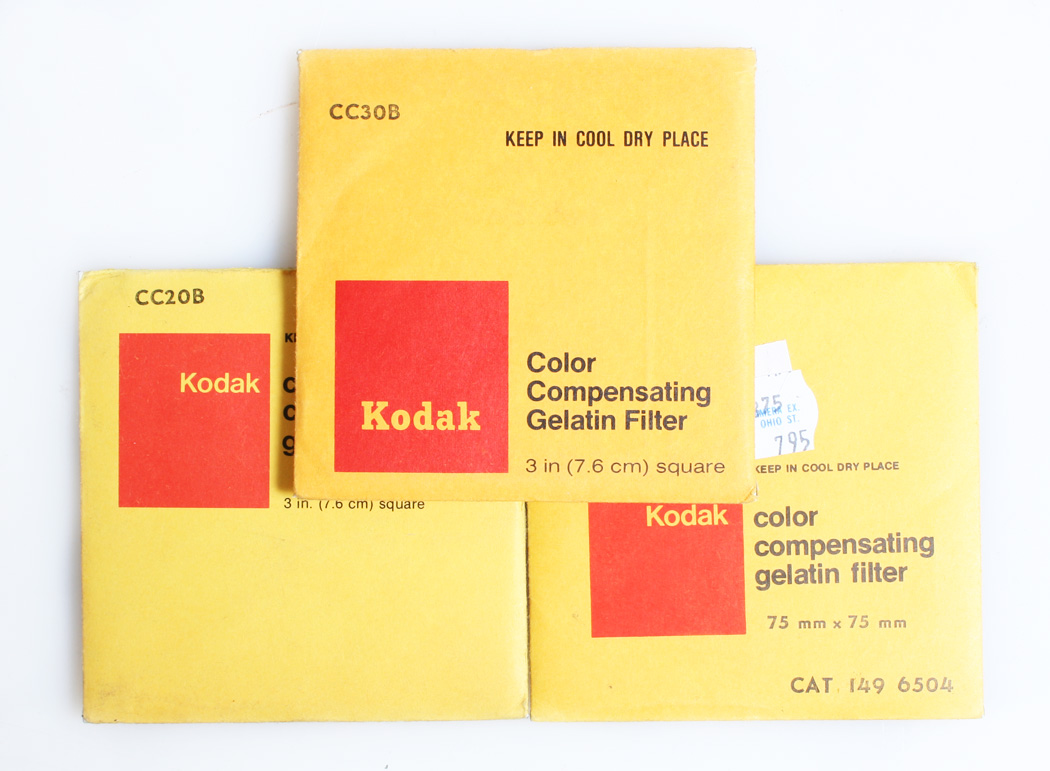 CC30B
KEEP IN COOL DRY PLACE
Kodak
Color
Compensating
Gelatin Filter
3 in (7.6 cm) square
CC20B
Kodak
3 in. (7.6 cm) square
EX.
OHIO ST.
795
KEEP IN COOL DRY PLACE
Kodak
color
compensating
gelatin filter
75 mm x 75 mm
CAT. 149 6504